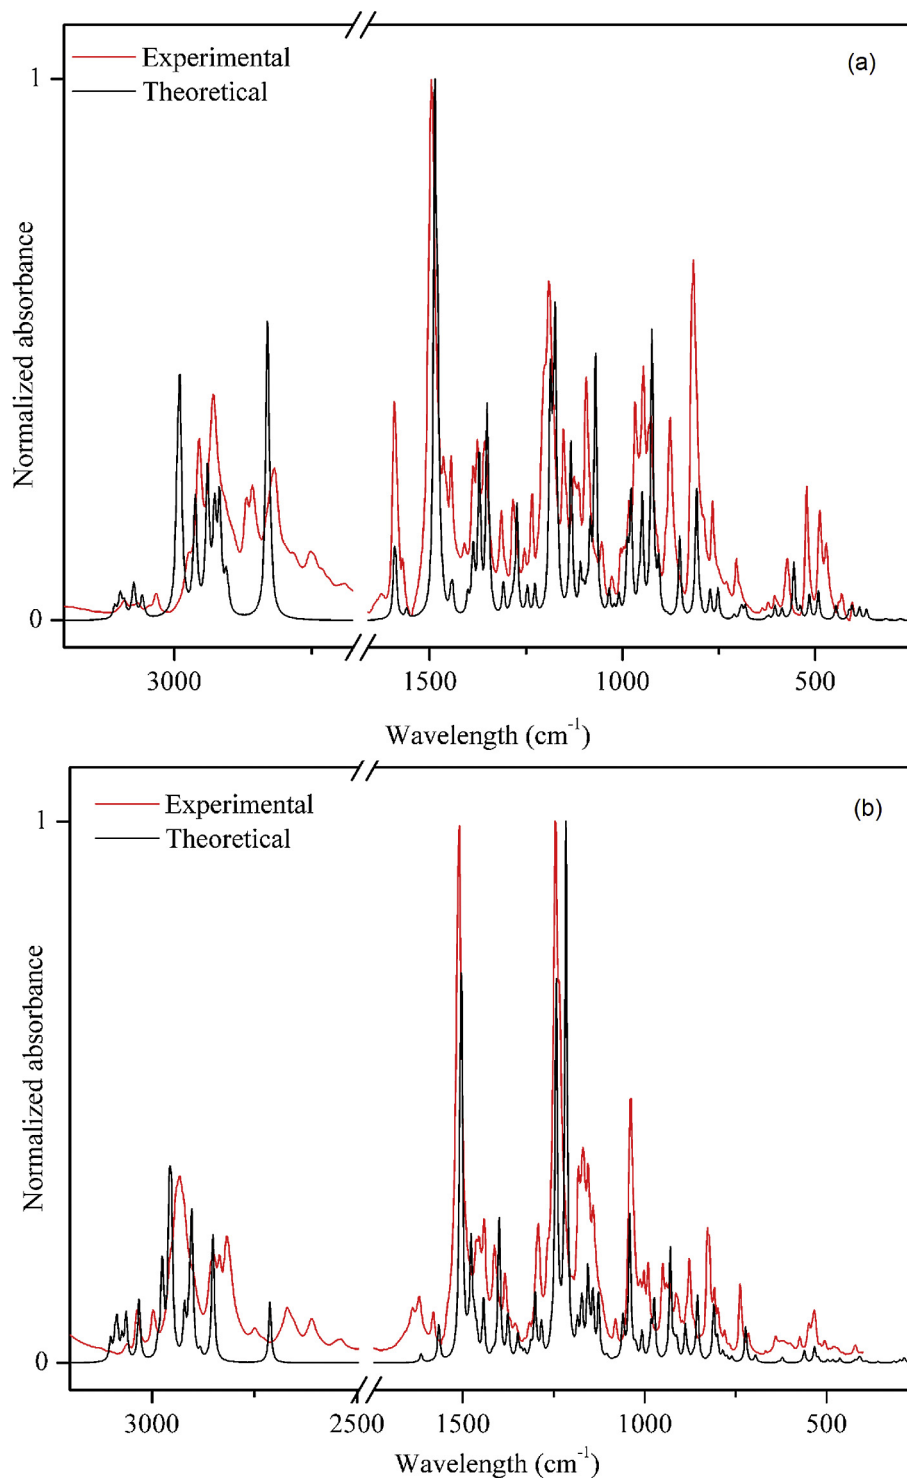 (a)
Experimental
Theoretical
1
0
Normalized absorbance
3000
1500
1000
500
Wavelength (cm⁻¹)
(b)
Experimental
Theoretical
1
0
Normalized absorbance
3000
2500
1500
1000
500
Wavelength (cm⁻¹)